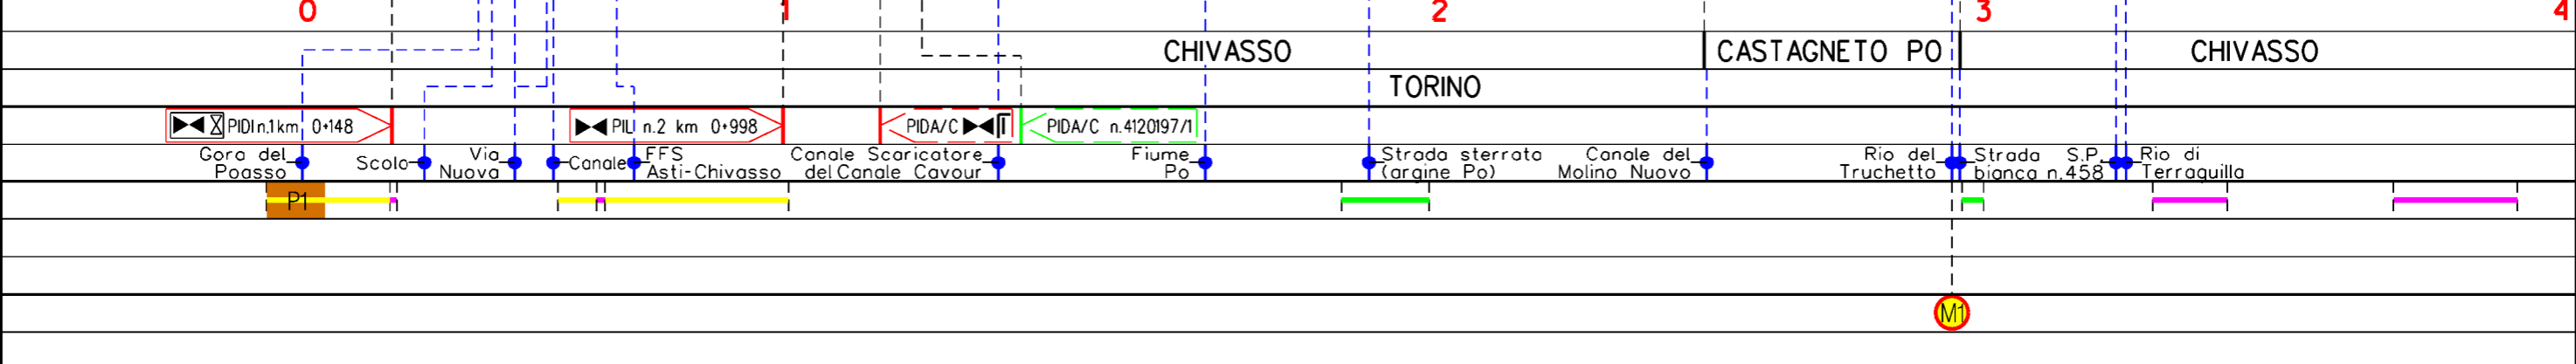 0 1 2 3 4
CHIVASSO CASTAGNETO PO CHIVASSO
TORINO
PIDI n.1 km 0+148 PIL n.2 km 0+998 PIDA/C PIDA/C n.4120197/1
Gora del
Poasso
Scolo
Via
Nuova
Canale
FFS
Asti-Chivasso
Canale Scaricatore
del Canale Cavour
Fiume
Po
Strada sterrata
(argine Po)
Canale del
Molino Nuovo
Rio del
Truchetto
Strada
bianca
S.P.
n.458
Rio di
Terraguilla
P1
M1